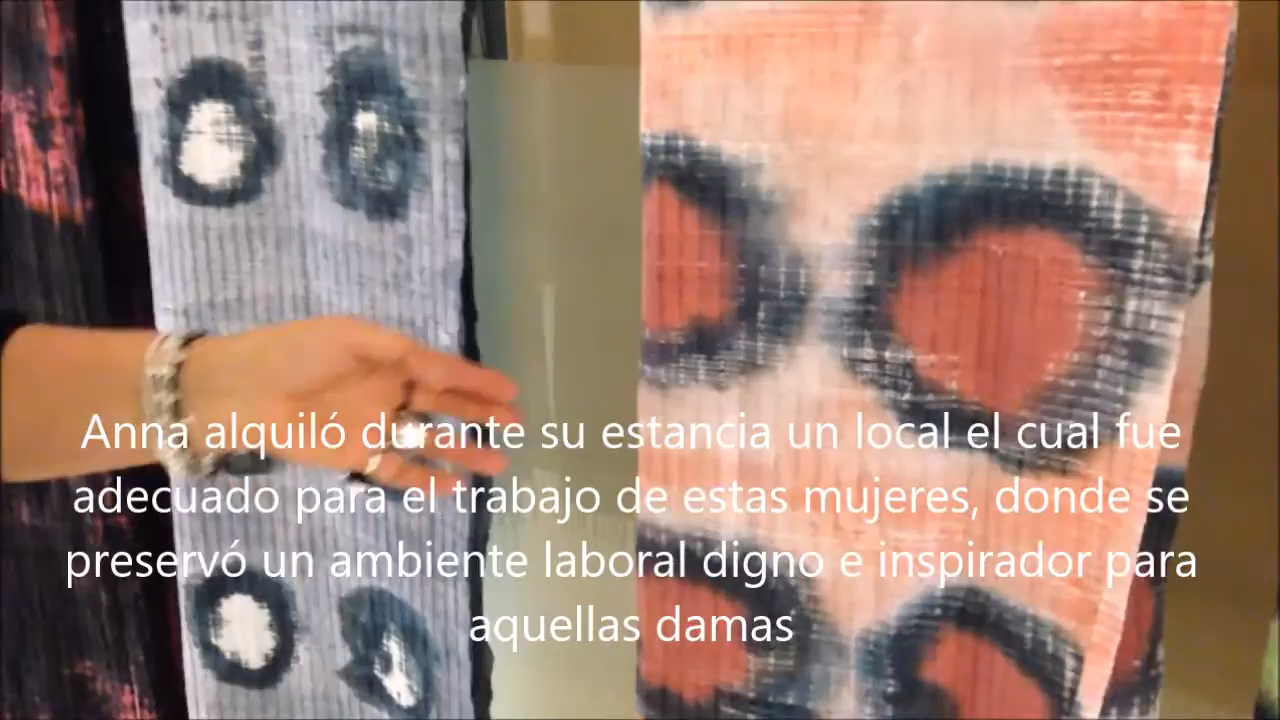 Anna alquiló durante su estancia un local el cual fue
adecuado para el trabajo de estas mujeres, donde se
preservó un ambiente laboral digno e inspirador para
aquellas damas